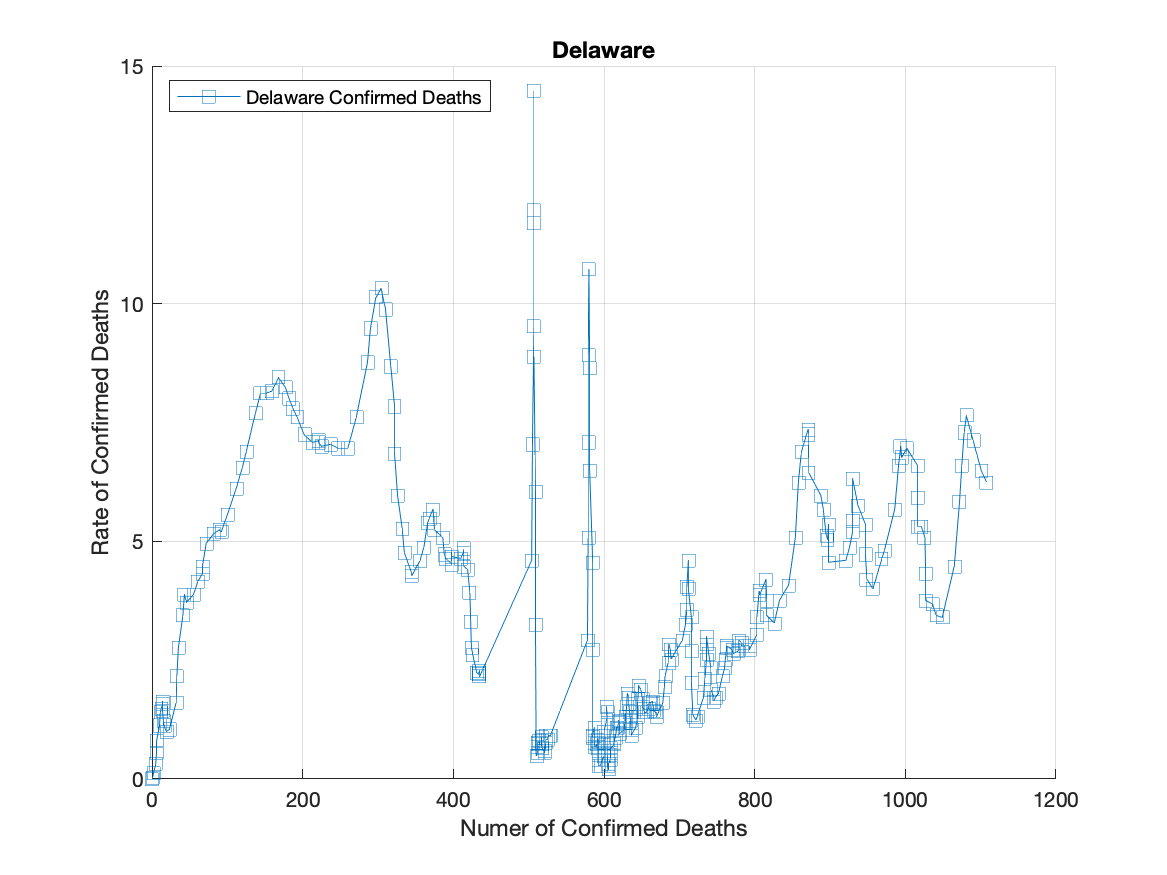 Delaware
15
Delaware Confirmed Deaths
10
Rate of Confirmed Deaths
5
0
0 200 400 600 800 1000 1200
Numer of Confirmed Deaths